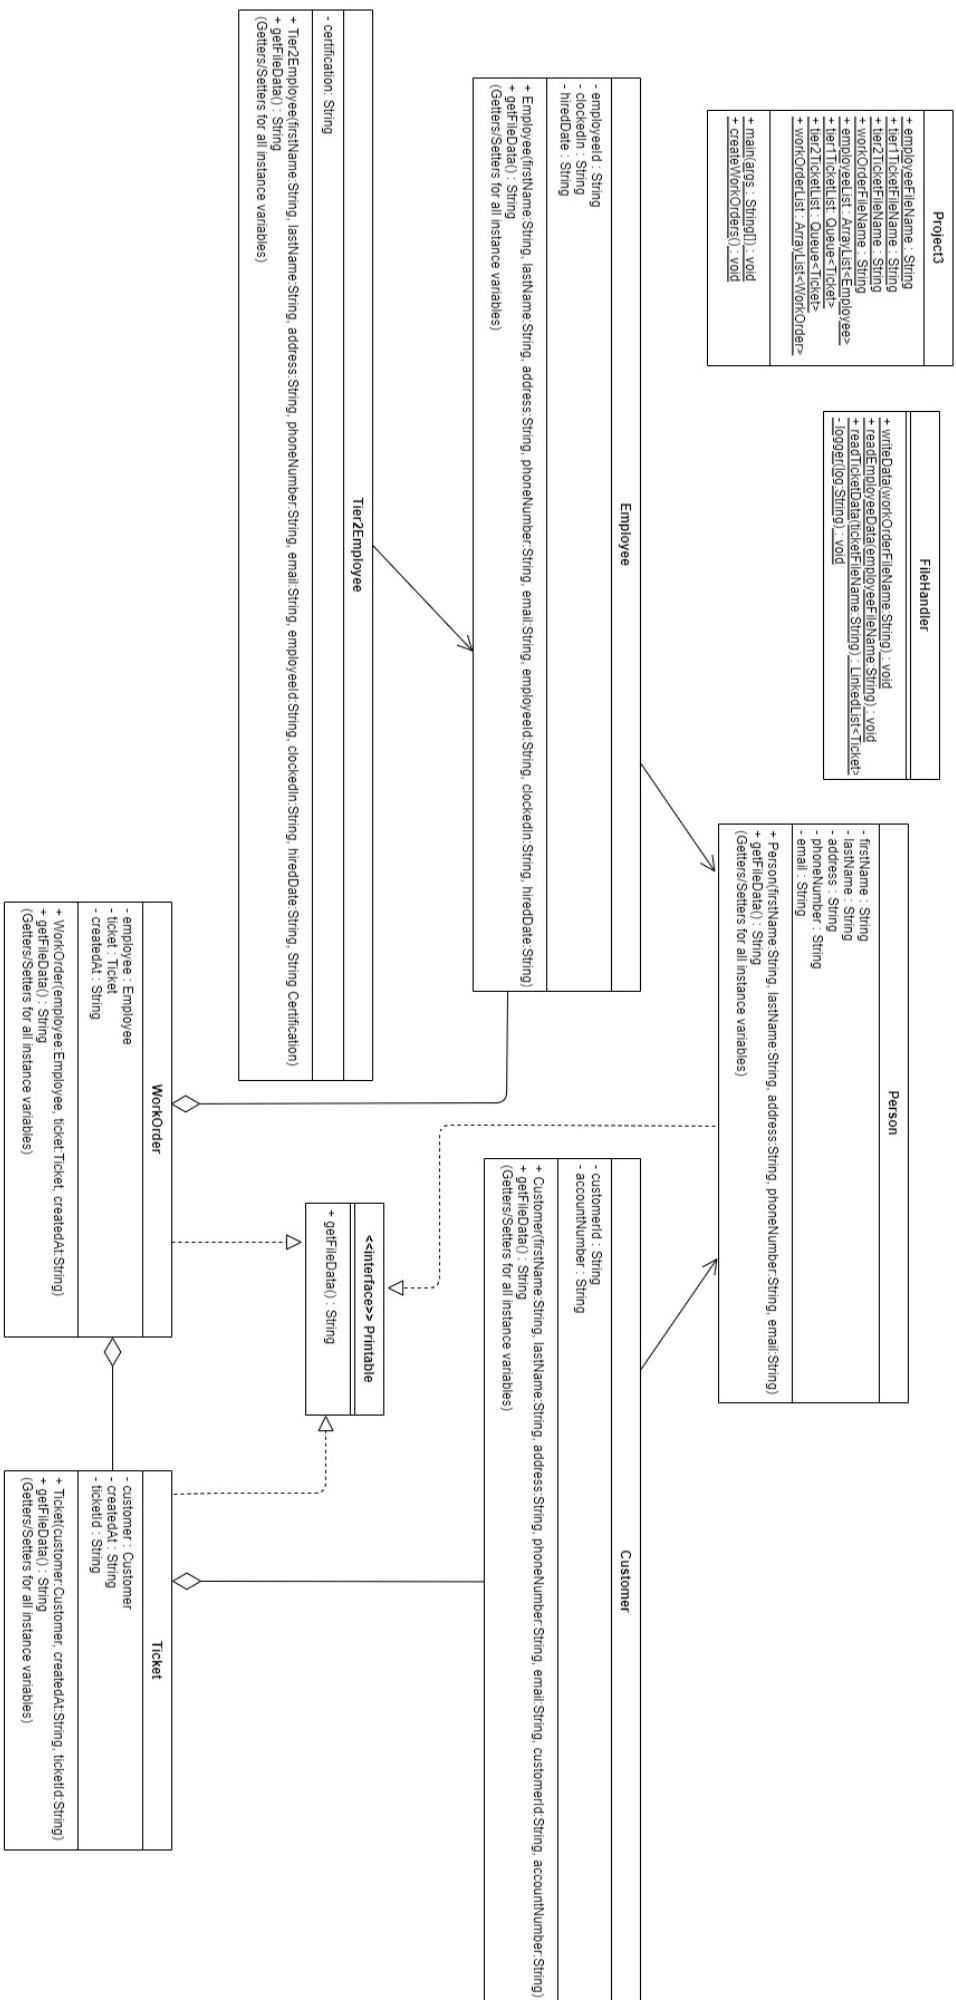 Project3
+ employeeFileName : String
+ tier1TicketFileName : String
+ tier2TicketFileName : String
+ workOrderFileName : String
+ employeeList : ArrayList<Employee>
+ tier1TicketList: Queue<Ticket>
+ tier2TicketList : Queue<Ticket>
+ workOrderList : ArrayList<WorkOrder>
+ main(args : String[]) : void
+ createWorkOrders() : void
FileHandler
+ writeData(workOrderFileName:String) : void
+ readEmployeeData(employeeFileName:String) : void
+ readTicketData(ticketFileName:String) : LinkedList<Ticket>
- logger(log:String) : void
Person
- firstName : String
- lastName : String
- address : String
- phoneNumber : String
- email : String
+ Person(firstName:String, lastName:String, address:String, phoneNumber:String, email:String)
+ getFileData() : String
(Getters/Setters for all instance variables)
Employee
- employeeId : String
- clockedIn : String
- hiredDate : String
+ Employee(firstName:String, lastName:String, address:String, phoneNumber:String, email:String, employeeId:String, clockedIn:String, hiredDate:String)
+ getFileData() : String
(Getters/Setters for all instance variables)
Customer
- customerId : String
- accountNumber : String
+ Customer(firstName:String, lastName:String, address:String, phoneNumber:String, email:String, customerId:String, accountNumber:String)
+ getFileData() : String
(Getters/Setters for all instance variables)
Tier2Employee
- certification: String
+ Tier2Employee(firstName:String, lastName:String, address:String, phoneNumber:String, email:String, employeeId:String, clockedIn:String, hiredDate:String, String Certification)
+ getFileData() : String
(Getters/Setters for all instance variables)
<<interface>> Printable
+ getFileData() : String
WorkOrder
- employee : Employee
- ticket : Ticket
- createdAt : String
+ WorkOrder(employee:Employee, ticket:Ticket, createdAt:String)
+ getFileData() : String
(Getters/Setters for all instance variables)
Ticket
- customer : Customer
- createdAt : String
- ticketId : String
+ Ticket(customer:Customer, createdAt:String, ticketId:String)
+ getFileData() : String
(Getters/Setters for all instance variables)